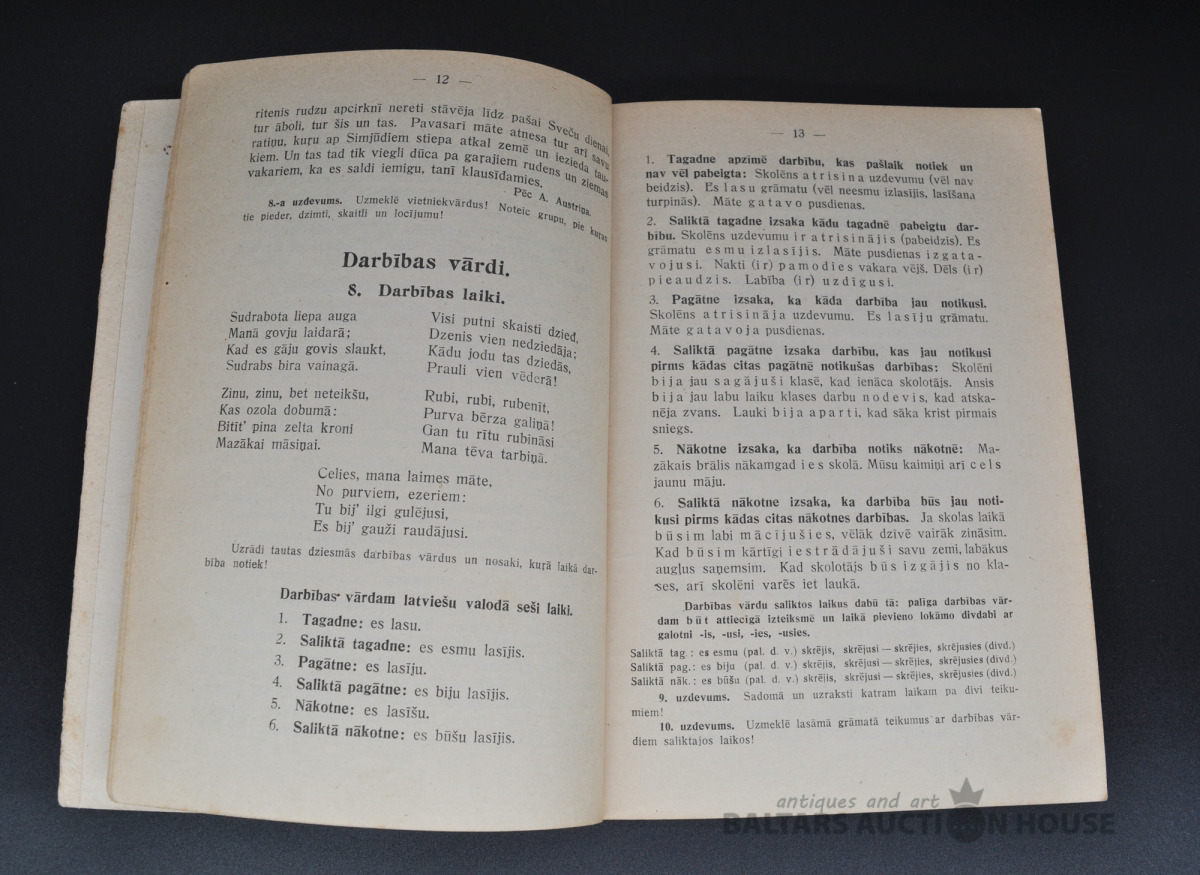 — 12 —
ritenis rudzu apcirknī nereti stāvēja līdz pašai Sveču dienai,
tur āboli, tur šis un tas. Pavasarī māte atnesa tur arī savu
ratiņu, kuŗu ap Simjūdiem stiepa atkal zemē un iezieda tau-
kiem. Un tas tad tik viegli dūca pa garajiem rudens un ziemas
vakariem, ka es saldi iemigu, tanī klausīdamies.
Pēc A. Austriņa.
8.-a uzdevums. Uzmeklē vietniekvārdus! Noteic grupu, pie kuŗas
tie pieder, dzimti, skaitli un locījumu!
Darbības vārdi.
8. Darbības laiki.
Sudrabota liepa auga
Manā govju laidarā;
Kad es gāju govis slaukt,
Sudrabs bira vainagā.
Zinu, zinu, bet neteikšu,
Kas ozola dobumā:
Bitīt' pina zelta kroni
Mazākai māsiņai.
Visi putni skaisti dzied,
Dzenis vien nedziedāja;
Kādu jodu tas dziedās,
Prauli vien vēderā!
Rubi, rubi, rubenīt,
Purva bērza galiņā!
Gan tu rītu rubināsi
Mana tēva tarbiņā.
Celies, mana laimes māte,
No purviem, ezeriem:
Tu bij' ilgi gulējusi,
Es bij' gauži raudājusi.
Uzrādi tautas dziesmās darbības vārdus un nosaki, kuŗā laikā dar-
bība notiek!
Darbības vārdam latviešu valodā seši laiki.
1. Tagadne: es lasu.
2. Saliktā tagadne: es esmu lasījis.
3. Pagātne: es lasīju.
4. Saliktā pagātne: es biju lasījis.
5. Nākotne: es lasīšu.
6. Saliktā nākotne: es būšu lasījis.
— 13 —
1. Tagadne apzīmē darbību, kas pašlaik notiek un
nav vēl pabeigta: Skolēns atrisina uzdevumu (vēl nav
beidzis). Es lasu grāmatu (vēl neesmu izlasījis, lasīšana
turpinās). Māte gatavo pusdienas.
2. Saliktā tagadne izsaka kādu tagadnē pabeigtu dar-
bību. Skolēns uzdevumu ir atrisinājis (pabeidzis). Es
grāmatu esmu izlasījis. Māte pusdienas izgata-
vojusi. Nakti (ir) pamodies vakara vējš. Dēls (ir)
pieaudzis. Labība (ir) uzdīgusi.
3. Pagātne izsaka, ka kāda darbība jau notikusi.
Skolēns atrisināja uzdevumu. Es lasīju grāmatu.
Māte gatavoja pusdienas.
4. Saliktā pagātne izsaka darbību, kas jau notikusi
pirms kādas citas pagātnē notikušas darbības: Skolēni
bija jau sagājuši klasē, kad ienāca skolotājs. Ansis
bija jau labu laiku klases darbu nodevis, kad atska-
nēja zvans. Lauki bija aparti, kad sāka krist pirmais
sniegs.
5. Nākotne izsaka, ka darbība notiks nākotnē: Ma-
zākais brālis nākamgad ies skolā. Mūsu kaimiņi arī cels
jaunu māju.
6. Saliktā nākotne izsaka, ka darbība būs jau noti-
kusi pirms kādas citas nākotnes darbības. Ja skolas laikā
būsim labi mācījušies, vēlāk dzīvē vairāk zināsim.
Kad būsim kārtīgi iestrādājuši savu zemi, labākus
augļus saņemsim. Kad skolotājs būs izgājis no kla-
ses, arī skolēni varēs iet laukā.
Darbības vārdu saliktos laikus dabū tā: palīga darbības vār-
dam būt attiecīgā izteiksmē un laikā pievieno lokāmo divdabi ar
galotni -is, -usi, -ies, -usies.
Saliktā tag.: es esmu (pal. d. v.) skrējis, skrējusi — skrējies, skrējusies (divd.)
Saliktā pag.: es biju (pal. d. v.) skrējis, skrējusi — skrējies, skrējusies (divd.)
Saliktā nāk.: es būšu (pal. d. v.) skrējis, skrējusi — skrējies, skrējusies (divd.)
9. uzdevums. Sadomā un uzraksti katram laikam pa divi teiku-
miem!
10. uzdevums. Uzmeklē lasāmā grāmatā teikumus ar darbības vār-
diem saliktajos laikos!
antiques and art
BALTARS AUCTION HOUSE